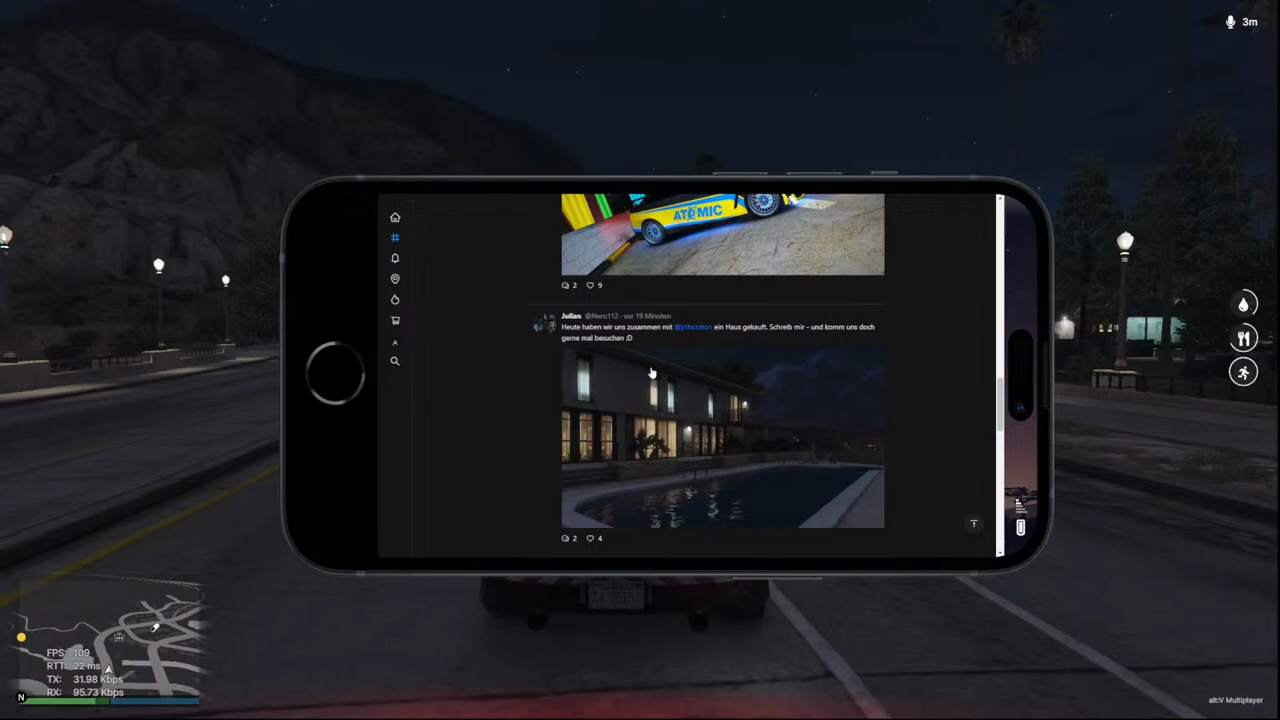 3m
ATOMIC
2 9
Julian @Nero112 · vor 19 Minuten
Heute haben wir uns zusammen mit @jrthornton ein Haus gekauft. Schreib mir - und komm uns doch
gerne mal besuchen :D
2 4
FPS: 109
RTT: 22 ms
TX: 31.98 Kbps
RX: 95.73 Kbps
N
alt:V Multiplayer